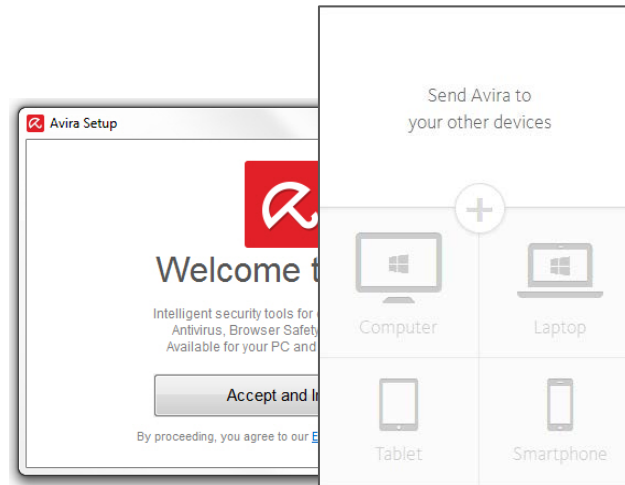 Avira Setup
Welcome t
Intelligent security tools for
Antivirus, Browser Safety
Available for your PC and
Accept and I
By proceeding, you agree to our E
Send Avira to
your other devices
Computer
Laptop
Tablet
Smartphone